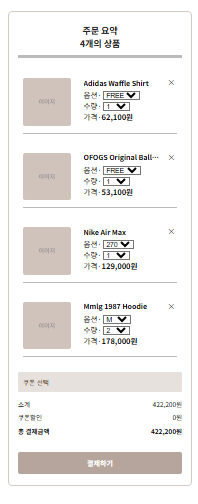 주문 요약
4개의 상품
이미지
Adidas Waffle Shirt ×
옵션 · FREE
수량 · 1
가격 · 62,100원
이미지
OFOGS Original Ball··· ×
옵션 · FREE
수량 · 1
가격 · 53,100원
이미지
Nike Air Max ×
옵션 · 270
수량 · 1
가격 · 129,000원
이미지
Mmlg 1987 Hoodie ×
옵션 · M
수량 · 2
가격 · 178,000원
쿠폰 선택
소계 422,200원
쿠폰할인 0원
총 결제금액 422,200원
결제하기